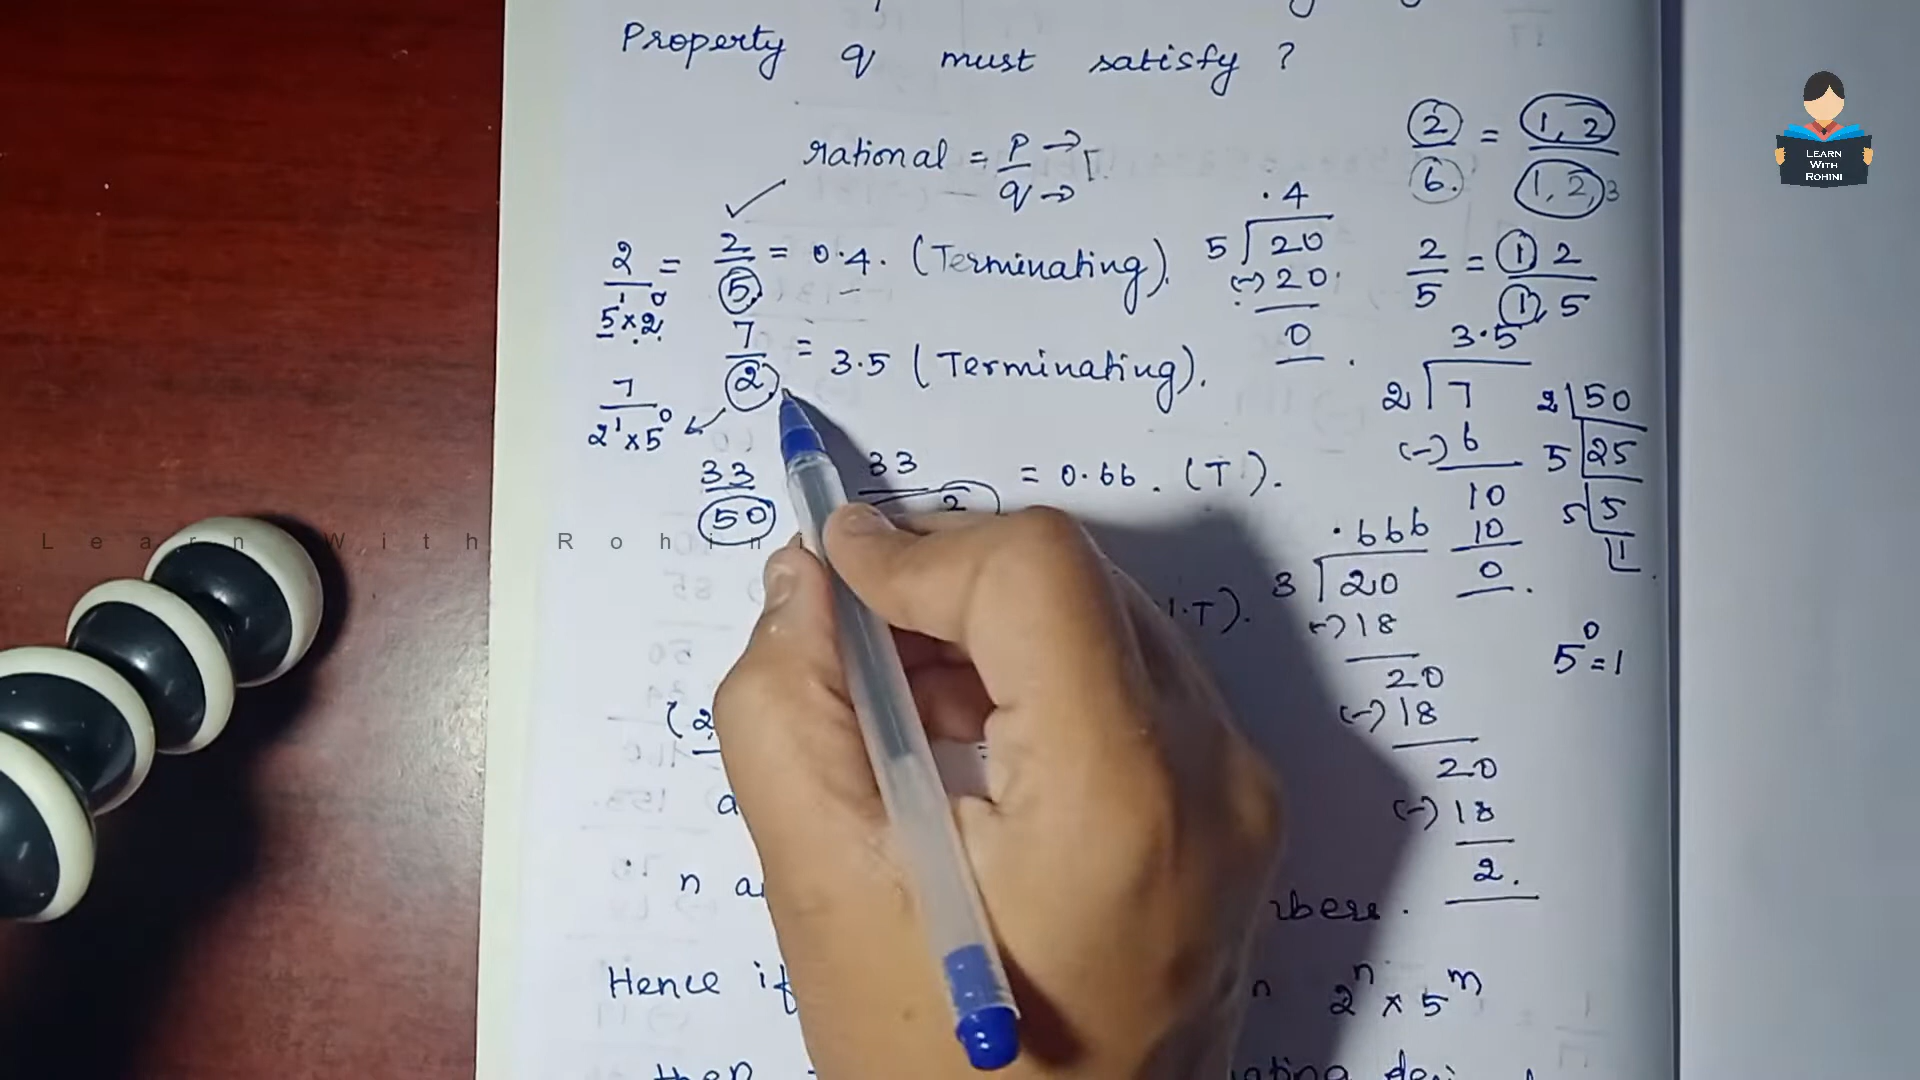 Property q must satisfy ?
rational = p/q → I
→
2/5¹×2⁰ = 2/5 = 0.4. (Terminating).
7/2 = 3.5 (Terminating).
7/2¹×5⁰
33/50
33
2
= 0.66. (T).
I.T).
(2,
n
Hence if
2ⁿ × 5ᵐ
then
.4
5 20
(-) 20
0
2/6. = 1, 2/1, 2, 3
2/5 = 1 2/1, 5
3.5
2 7
(-) 6
10
10
0
2 50
5 25
5 5
1
.666
3 20
(-) 18
20
(-) 18
20
(-) 18
2.
5⁰ = 1
LEARN
WITH
ROHINI
Learn With Rohini